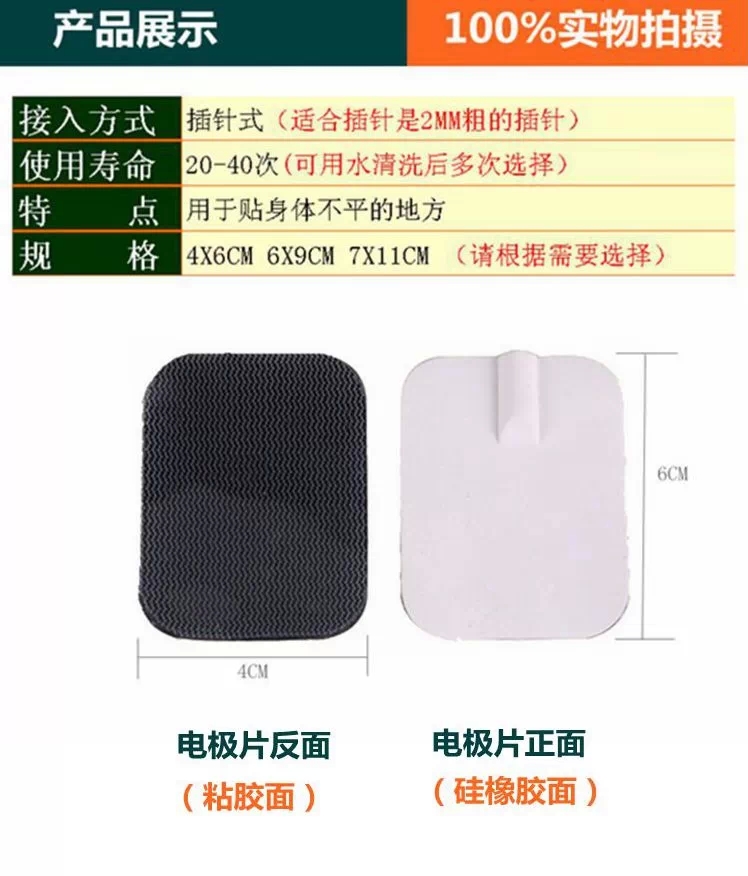 产品展示
100%实物拍摄
接入方式 插针式（适合插针是2MM粗的插针）
使用寿命 20-40次(可用水清洗后多次选择）
特 点 用于贴身体不平的地方
规 格 4X6CM 6X9CM 7X11CM （请根据需要选择）
6CM
4CM
电极片反面
（粘胶面）
电极片正面
（硅橡胶面）